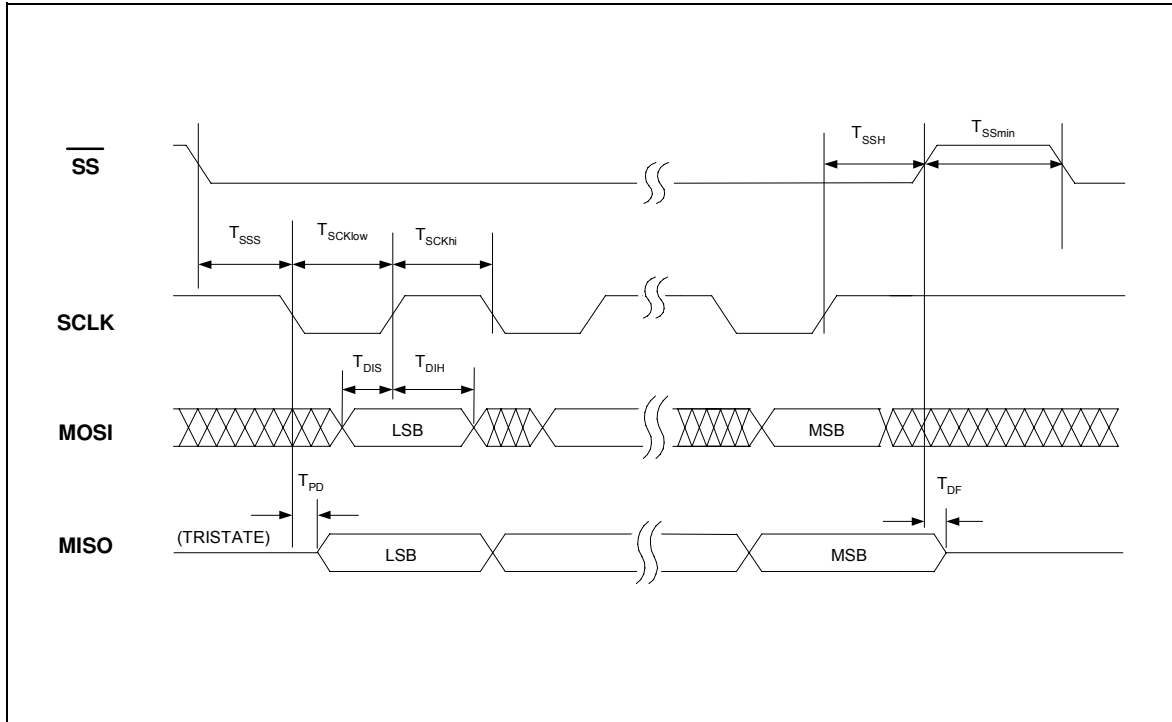 T_SSH T_SSmin
SS
T_SSS T_SCKlow T_SCKhi
SCLK
T_DIS T_DIH
MOSI LSB MSB
T_PD T_DF
MISO (TRISTATE) LSB MSB